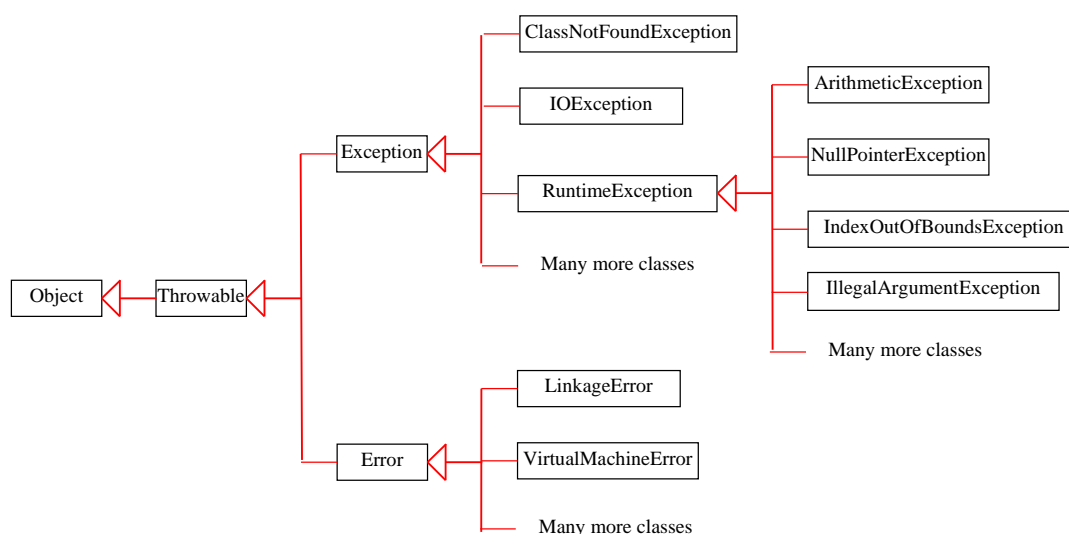 ClassNotFoundException
ArithmeticException
IOException
Exception
NullPointerException
RuntimeException
IndexOutOfBoundsException
Many more classes
Object
Throwable
IllegalArgumentException
Many more classes
LinkageError
Error
VirtualMachineError
Many more classes